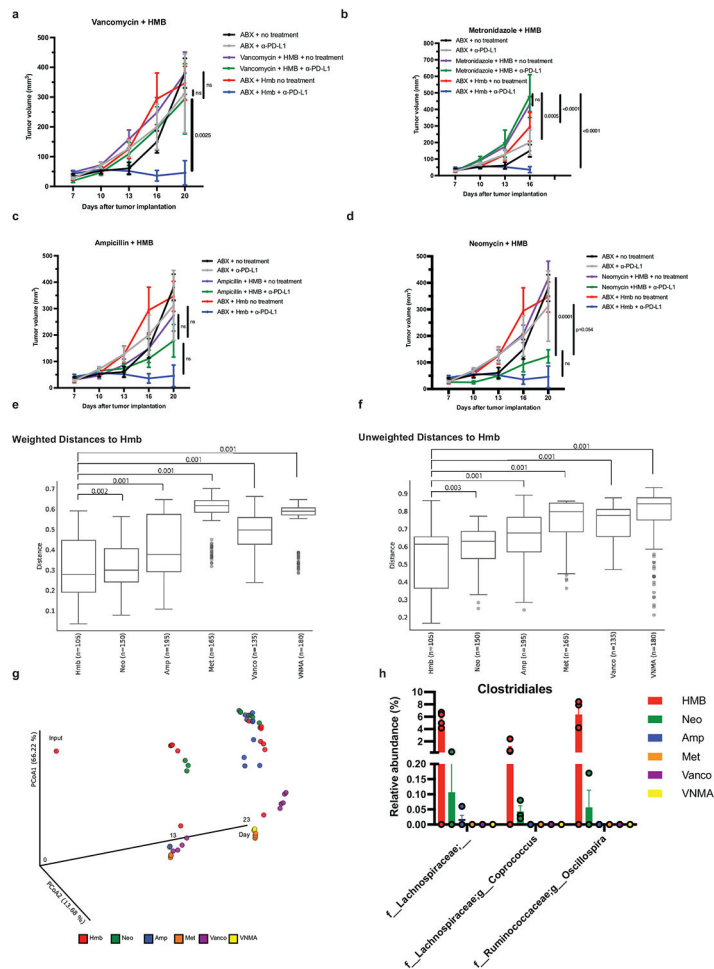 a
Vancomycin + HMB
ABX + no treatment
ABX + α-PD-L1
Vancomycin + HMB + no treatment
Vancomycin + HMB + α-PD-L1
ABX + Hmb no treatment
ABX + Hmb + α-PD-L1
Tumor volume (mm³)
400
300
200
100
0
7 10 13 16 20
Days after tumor implantation
ns
ns
0.0025
b
Metronidazole + HMB
ABX + no treatment
ABX + α-PD-L1
Metronidazole + HMB + no treatment
Metronidazole + HMB + α-PD-L1
ABX + Hmb no treatment
ABX + Hmb + α-PD-L1
Tumor volume (mm³)
800
750
700
650
600
550
500
450
400
350
300
250
200
150
100
50
0
7 10 13 16
Days after tumor implantation
ns
0.0005
<0.0001
<0.0001
c
Ampicillin + HMB
ABX + no treatment
ABX + α-PD-L1
Ampicillin + HMB + no treatment
Ampicillin + HMB + α-PD-L1
ABX + Hmb no treatment
ABX + Hmb + α-PD-L1
Tumor volume (mm³)
400
300
200
100
0
7 10 13 16 20
Days after tumor implantation
ns
ns
ns
d
Neomycin + HMB
ABX + no treatment
ABX + α-PD-L1
Neomycin + HMB + no treatment
Neomycin +HMB + α-PD-L1
ABX + Hmb no treatment
ABX + Hmb + α-PD-L1
Tumor volume (mm³)
400
300
200
100
0
7 10 13 16 20
Days after tumor implantation
0.0001
p=0.054
ns
e
Weighted Distances to Hmb
0.001
0.001
0.001
0.001
0.002
Distance
0.7
0.6
0.5
0.4
0.3
0.2
0.1
Hmb (n=105)
Neo (n=150)
Amp (n=195)
Met (n=165)
Vanco (n=135)
VNMA (n=180)
f
Unweighted Distances to Hmb
0.001
0.001
0.001
0.001
0.003
Distance
0.9
0.8
0.7
0.6
0.5
0.4
0.3
0.2
Hmb (n=105)
Neo (n=150)
Amp (n=195)
Met (n=165)
Vanco (n=135)
VNMA (n=180)
g
PCoA1 (66.22 %)
Input
0
13
23
Day
PCoA2 (13.68 %)
Hmb Neo Amp Met Vanco VNMA
h
Clostridiales
Relative abundance (%)
10
8
6
4
2
0.20
0.15
0.10
0.05
0.00
f__Lachnospiraceae;__
f__Lachnospiraceae;g__Coprococcus
f__Ruminococcaceae;g__Oscillospira
HMB
Neo
Amp
Met
Vanco
VNMA